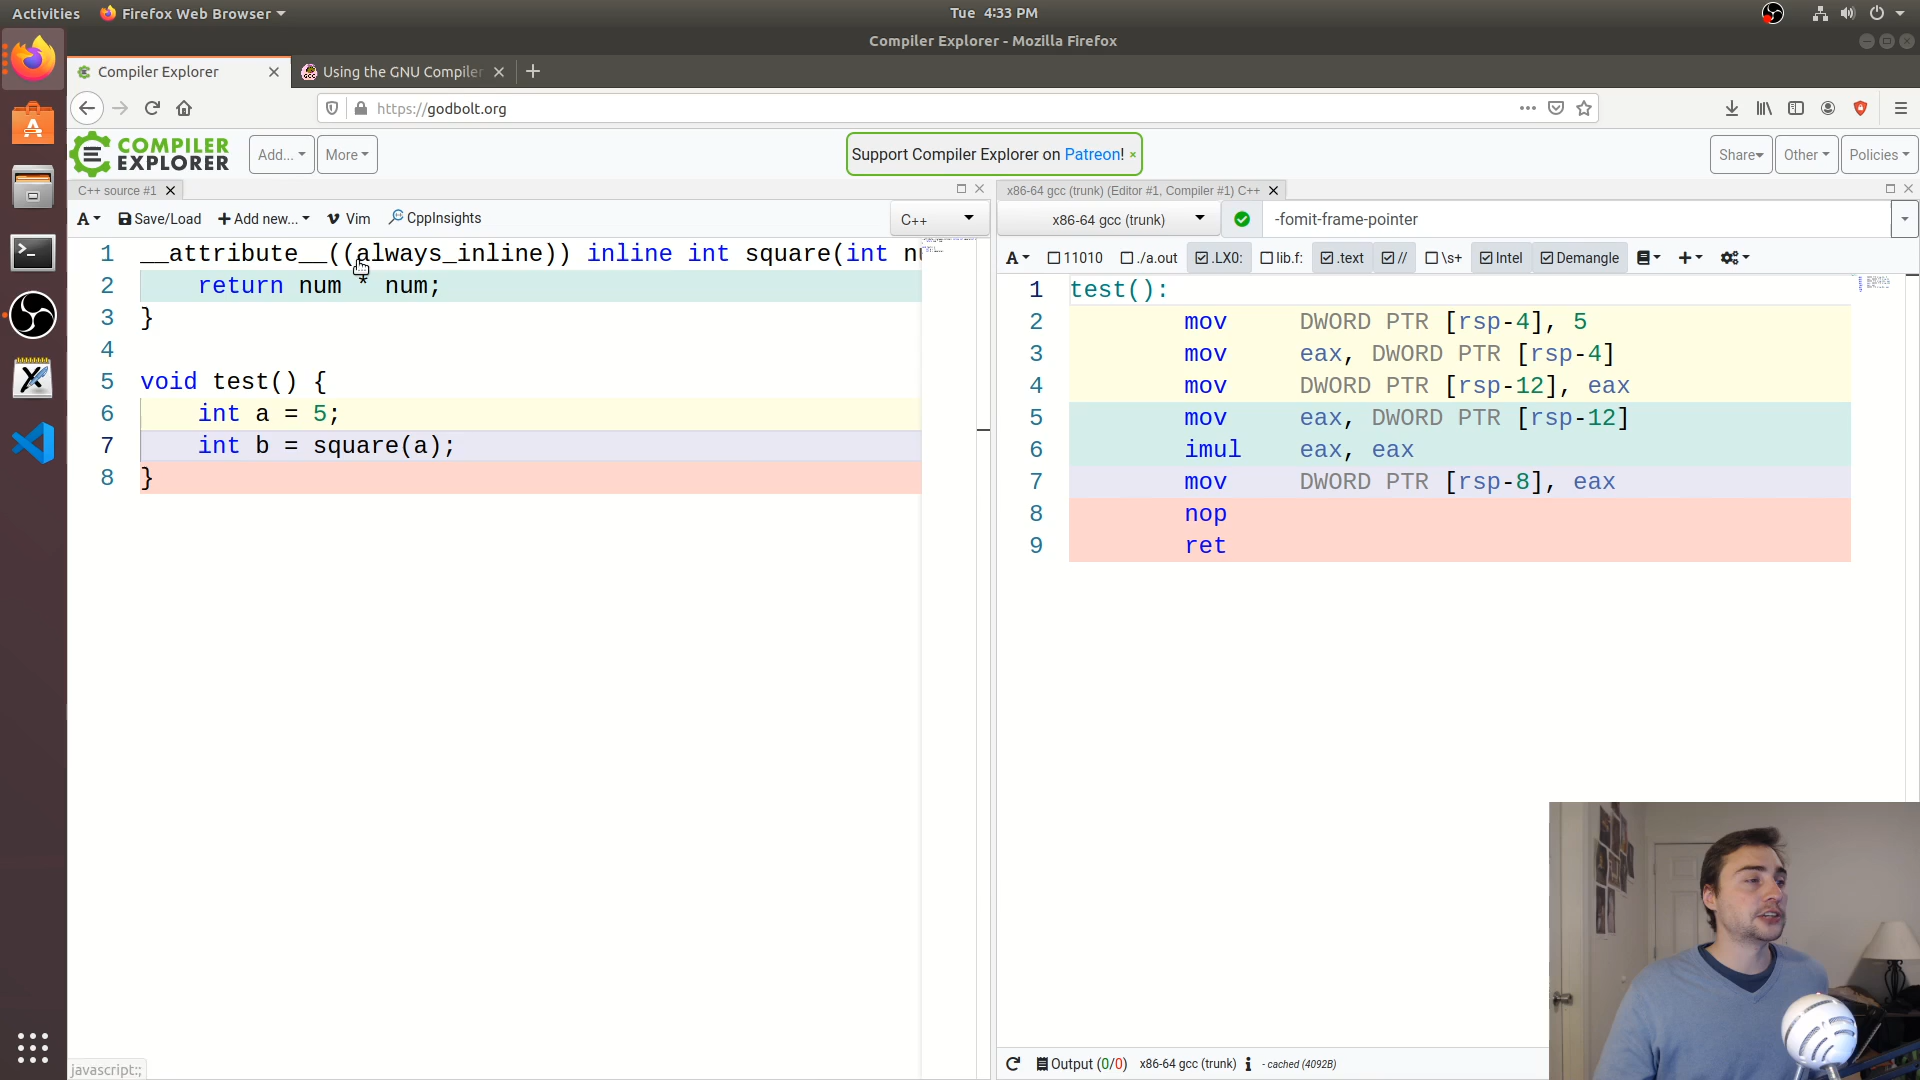 Activities Firefox Web Browser Tue 4:33 PM
Compiler Explorer - Mozilla Firefox
Compiler Explorer Using the GNU Compiler
https://godbolt.org
COMPILER EXPLORER Add... More Support Compiler Explorer on Patreon! × Share Other Policies
C++ source #1 x86-64 gcc (trunk) (Editor #1, Compiler #1) C++
A Save/Load Add new... Vim CppInsights C++ x86-64 gcc (trunk) -fomit-frame-pointer
A 11010 ./a.out .LX0: lib.f: .text // \s+ Intel Demangle
1 __attribute__((always_inline)) inline int square(int nu
2 return num * num;
3 }
4
5 void test() {
6 int a = 5;
7 int b = square(a);
8 }
1 test():
2 mov DWORD PTR [rsp-4], 5
3 mov eax, DWORD PTR [rsp-4]
4 mov DWORD PTR [rsp-12], eax
5 mov eax, DWORD PTR [rsp-12]
6 imul eax, eax
7 mov DWORD PTR [rsp-8], eax
8 nop
9 ret
javascript:;
Output (0/0) x86-64 gcc (trunk) i - cached (4092B)